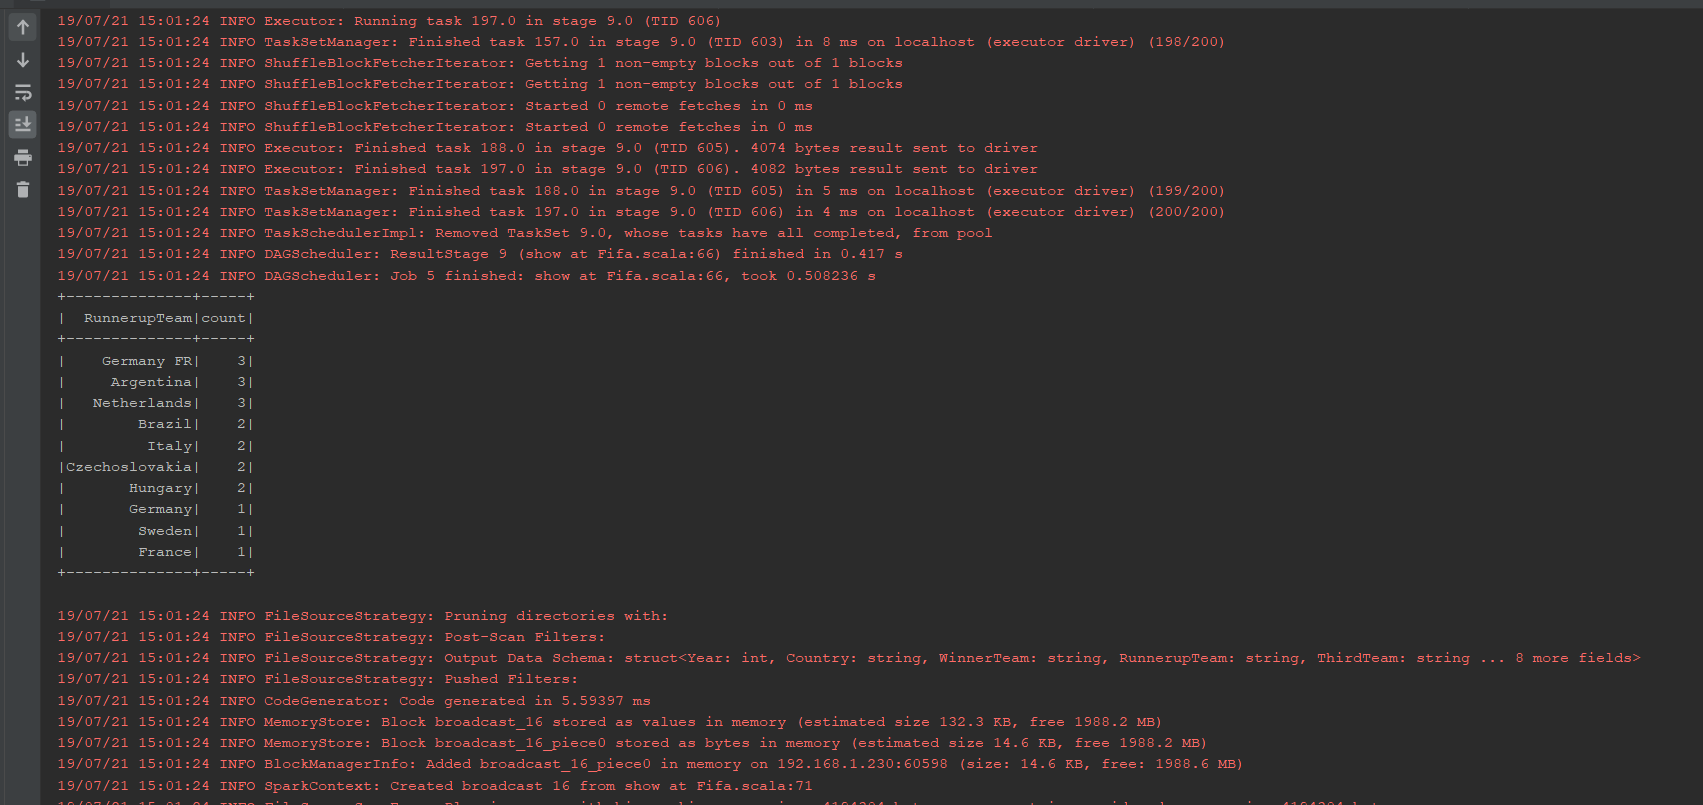 19/07/21 15:01:24 INFO Executor: Running task 197.0 in stage 9.0 (TID 606)
19/07/21 15:01:24 INFO TaskSetManager: Finished task 157.0 in stage 9.0 (TID 603) in 8 ms on localhost (executor driver) (198/200)
19/07/21 15:01:24 INFO ShuffleBlockFetcherIterator: Getting 1 non-empty blocks out of 1 blocks
19/07/21 15:01:24 INFO ShuffleBlockFetcherIterator: Getting 1 non-empty blocks out of 1 blocks
19/07/21 15:01:24 INFO ShuffleBlockFetcherIterator: Started 0 remote fetches in 0 ms
19/07/21 15:01:24 INFO ShuffleBlockFetcherIterator: Started 0 remote fetches in 0 ms
19/07/21 15:01:24 INFO Executor: Finished task 188.0 in stage 9.0 (TID 605). 4074 bytes result sent to driver
19/07/21 15:01:24 INFO Executor: Finished task 197.0 in stage 9.0 (TID 606). 4082 bytes result sent to driver
19/07/21 15:01:24 INFO TaskSetManager: Finished task 188.0 in stage 9.0 (TID 605) in 5 ms on localhost (executor driver) (199/200)
19/07/21 15:01:24 INFO TaskSetManager: Finished task 197.0 in stage 9.0 (TID 606) in 4 ms on localhost (executor driver) (200/200)
19/07/21 15:01:24 INFO TaskSchedulerImpl: Removed TaskSet 9.0, whose tasks have all completed, from pool
19/07/21 15:01:24 INFO DAGScheduler: ResultStage 9 (show at Fifa.scala:66) finished in 0.417 s
19/07/21 15:01:24 INFO DAGScheduler: Job 5 finished: show at Fifa.scala:66, took 0.508236 s
+--------------+-----+
|  RunnerupTeam|count|
+--------------+-----+
|    Germany FR|    3|
|     Argentina|    3|
|   Netherlands|    3|
|        Brazil|    2|
|         Italy|    2|
|Czechoslovakia|    2|
|       Hungary|    2|
|       Germany|    1|
|        Sweden|    1|
|        France|    1|
+--------------+-----+
19/07/21 15:01:24 INFO FileSourceStrategy: Pruning directories with:
19/07/21 15:01:24 INFO FileSourceStrategy: Post-Scan Filters:
19/07/21 15:01:24 INFO FileSourceStrategy: Output Data Schema: struct<Year: int, Country: string, WinnerTeam: string, RunnerupTeam: string, ThirdTeam: string ... 8 more fields>
19/07/21 15:01:24 INFO FileSourceStrategy: Pushed Filters:
19/07/21 15:01:24 INFO CodeGenerator: Code generated in 5.59397 ms
19/07/21 15:01:24 INFO MemoryStore: Block broadcast_16 stored as values in memory (estimated size 132.3 KB, free 1988.2 MB)
19/07/21 15:01:24 INFO MemoryStore: Block broadcast_16_piece0 stored as bytes in memory (estimated size 14.6 KB, free 1988.2 MB)
19/07/21 15:01:24 INFO BlockManagerInfo: Added broadcast_16_piece0 in memory on 192.168.1.230:60598 (size: 14.6 KB, free: 1988.6 MB)
19/07/21 15:01:24 INFO SparkContext: Created broadcast 16 from show at Fifa.scala:71